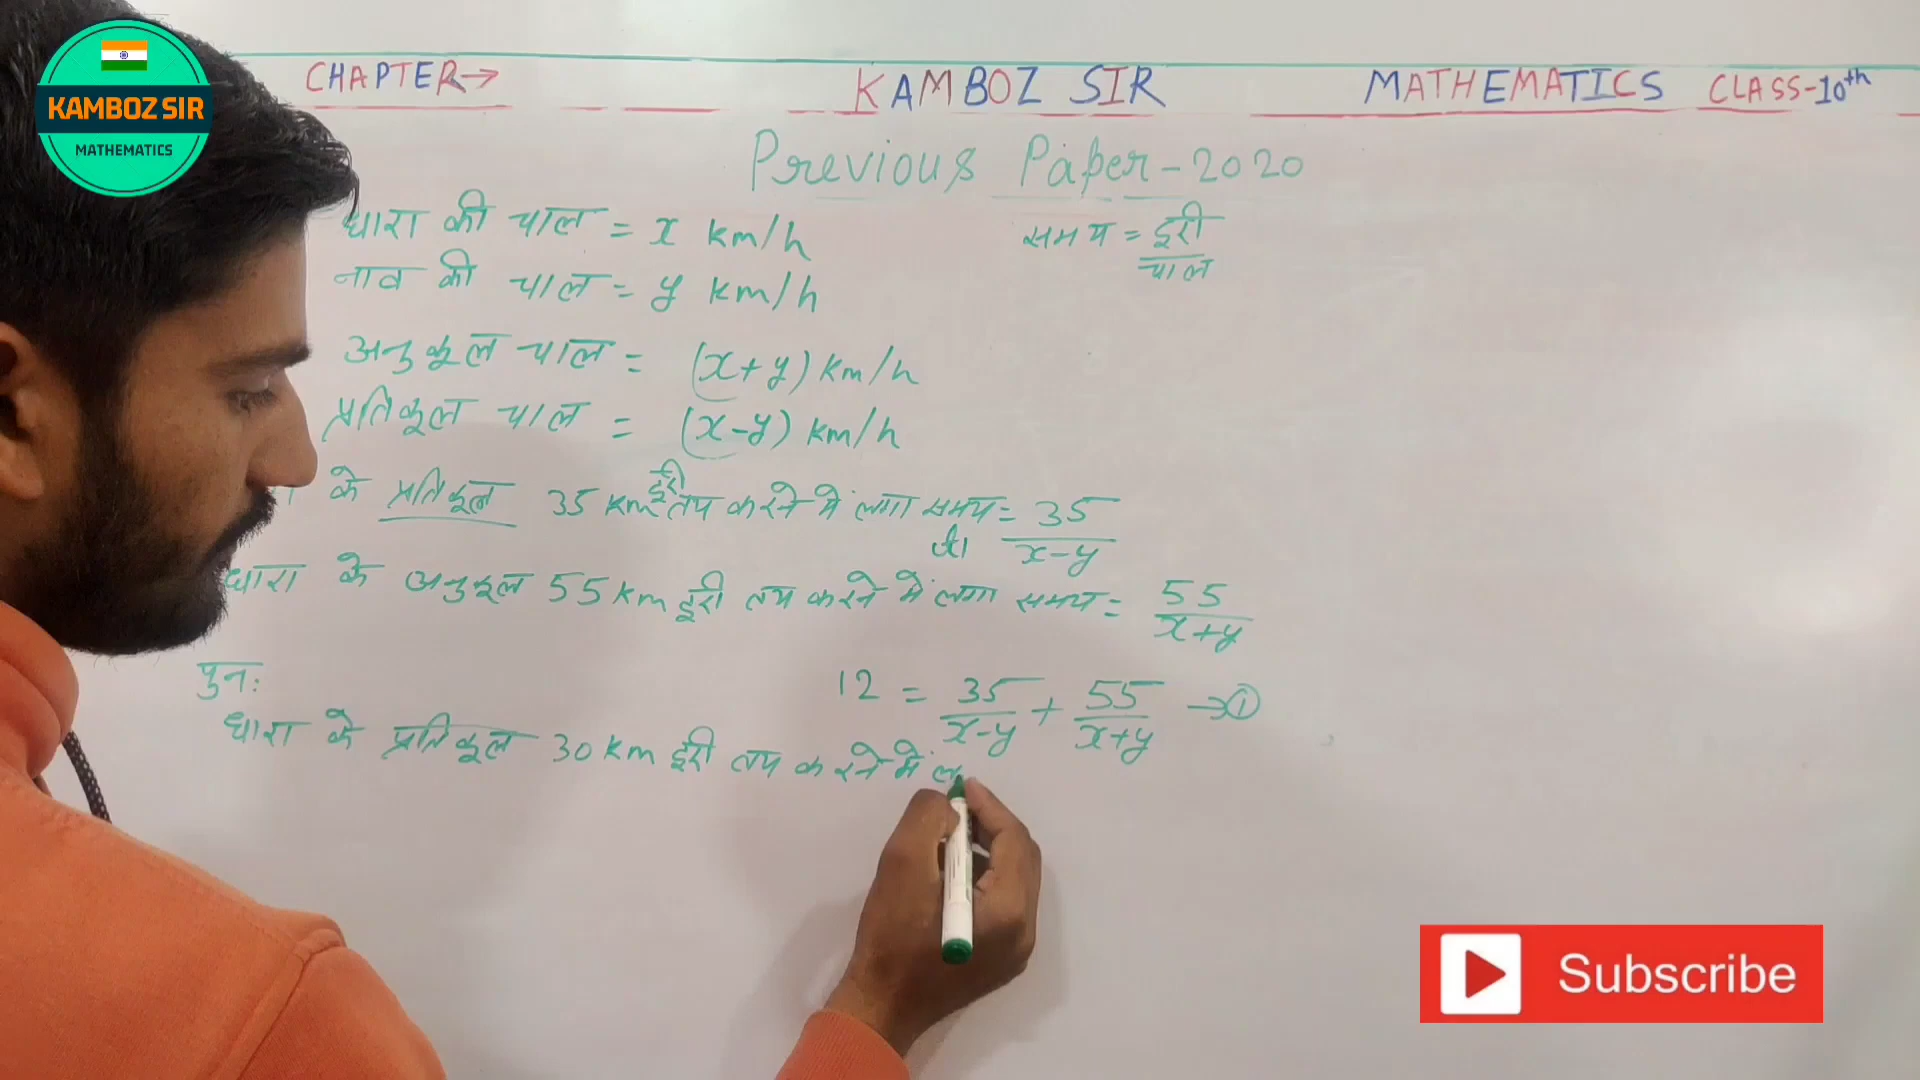 KAMBOZ SIR
MATHEMATICS
CHAPTER→
KAMBOZ SIR
MATHEMATICS CLASS-10th
Previous Paper-2020
धारा की चाल = x km/h
समय = दूरी/चाल
नाव की चाल = y km/h
अनुकूल चाल = (x+y) km/h
प्रतिकूल चाल = (x-y) km/h
के प्रतिकूल 35 km दूरी तय करने में लगा समय = 35/x-y
धारा के अनुकूल 55 km दूरी तय करने में लगा समय = 55/x+y
पुनः
12 = 35/x-y + 55/x+y →①
धारा के प्रतिकूल 30 km दूरी तय करने में ल
Subscribe